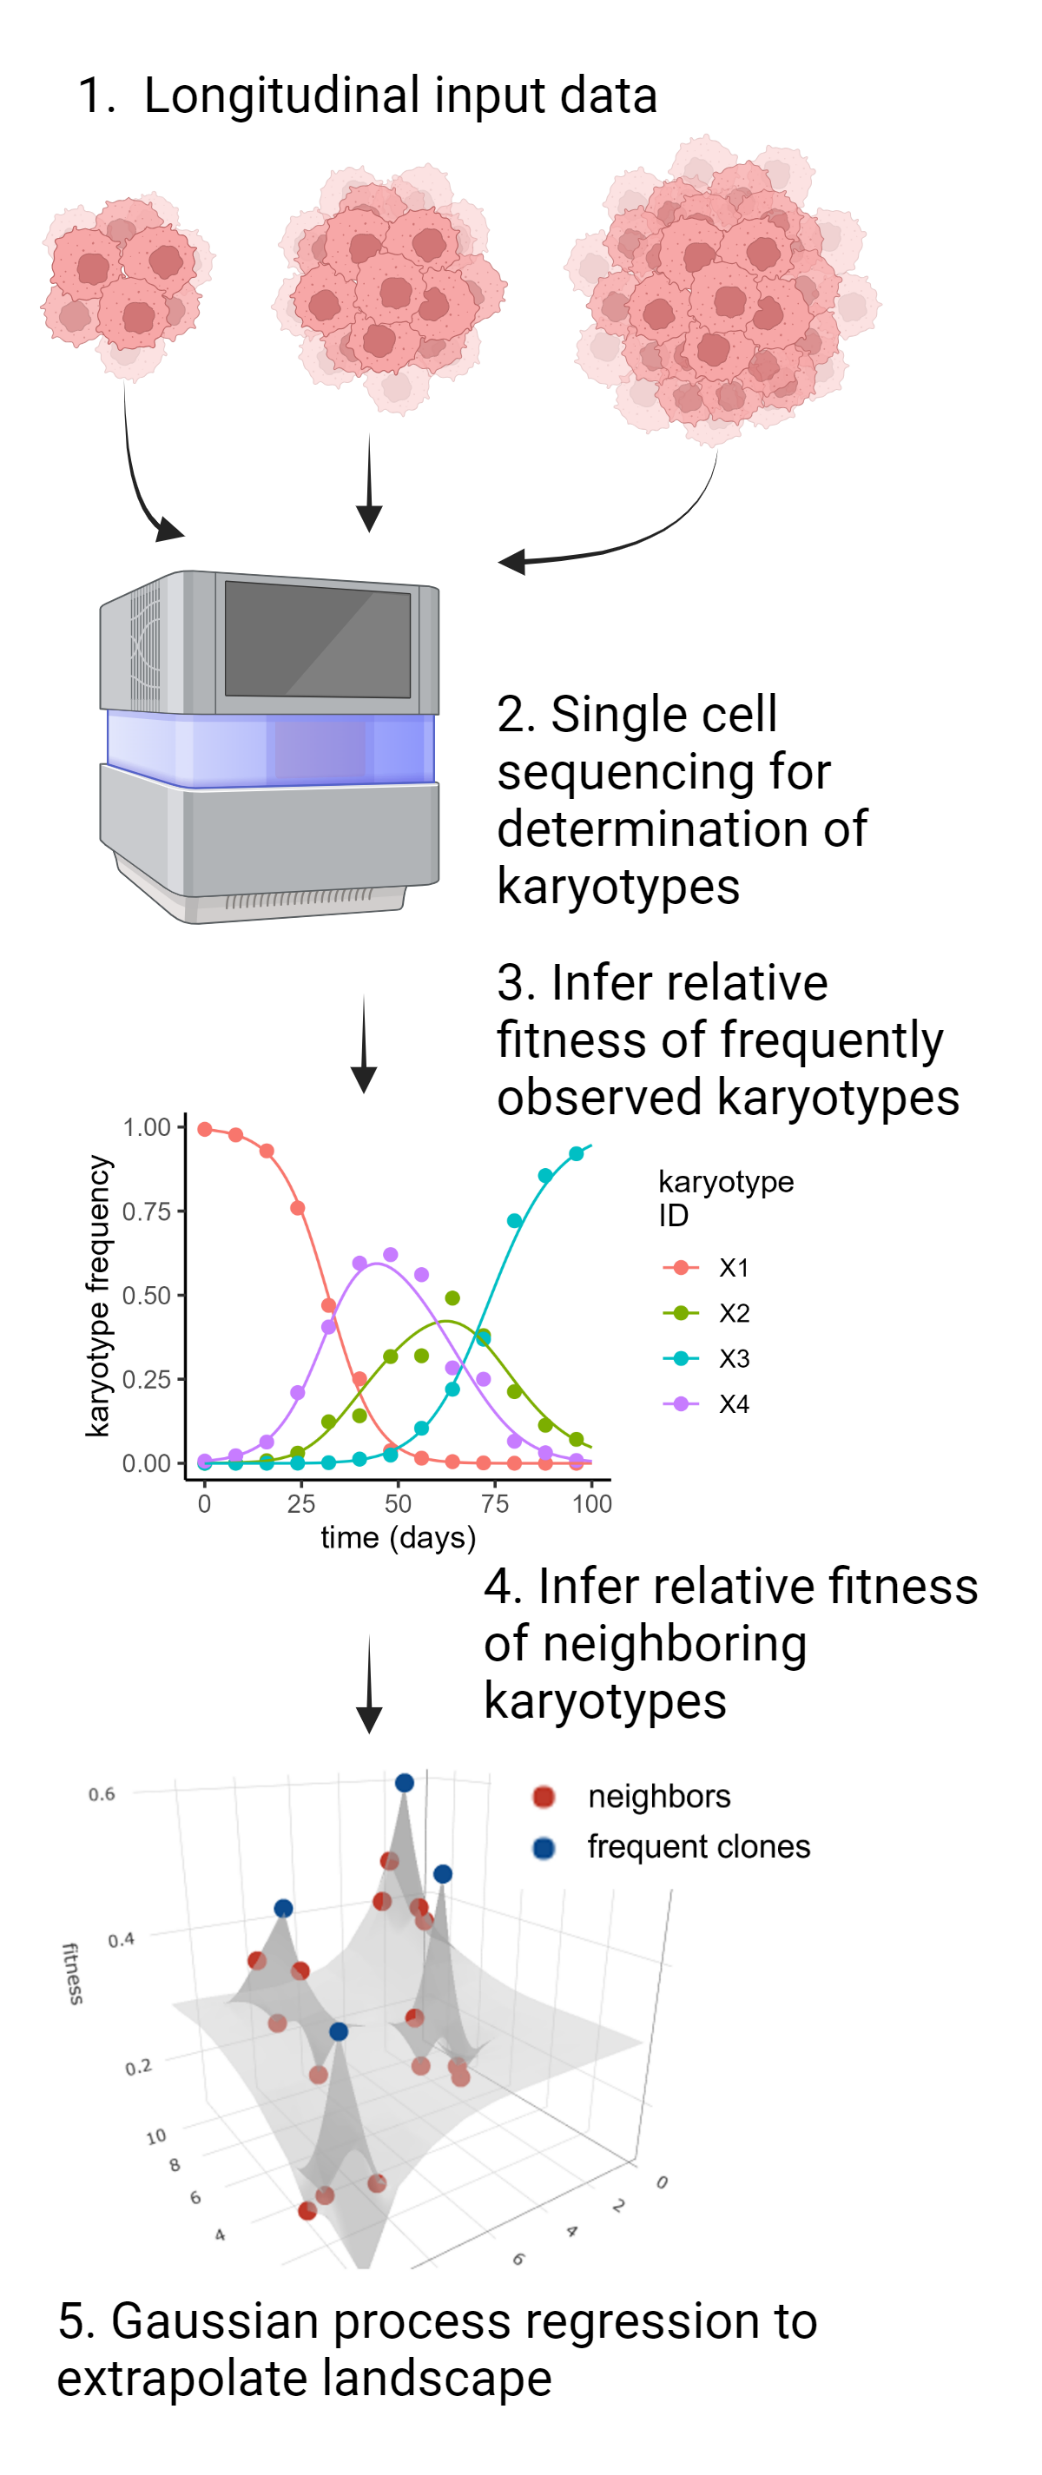 1. Longitudinal input data
2. Single cell
sequencing for
determination of
karyotypes
3. Infer relative
fitness of frequently
observed karyotypes
karyotype frequency
1.00
0.75
0.50
0.25
0.00
0 25 50 75 100
time (days)
karyotype
ID
X1
X2
X3
X4
4. Infer relative fitness
of neighboring
karyotypes
neighbors
frequent clones
fitness
0.6
0.4
0.2
10
8
6
4
6
4
2
0
5. Gaussian process regression to
extrapolate landscape